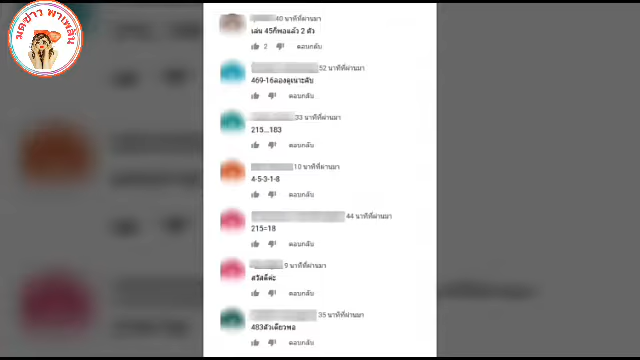 มดข่าว พาเพลิน
40 นาทีที่ผ่านมา
เล่น 45ก็พอแล้ว 2 ตัว
2 ตอบกลับ
52 นาทีที่ผ่านมา
469-16ลองดูเนาะคับ
ตอบกลับ
33 นาทีที่ผ่านมา
215...183
ตอบกลับ
10 นาทีที่ผ่านมา
4-5-3-1-8
ตอบกลับ
44 นาทีที่ผ่านมา
215=18
ตอบกลับ
9 นาทีที่ผ่านมา
สวัสดีค่ะ
ตอบกลับ
35 นาทีที่ผ่านมา
483ตัวเดียวพอ
ตอบกลับ